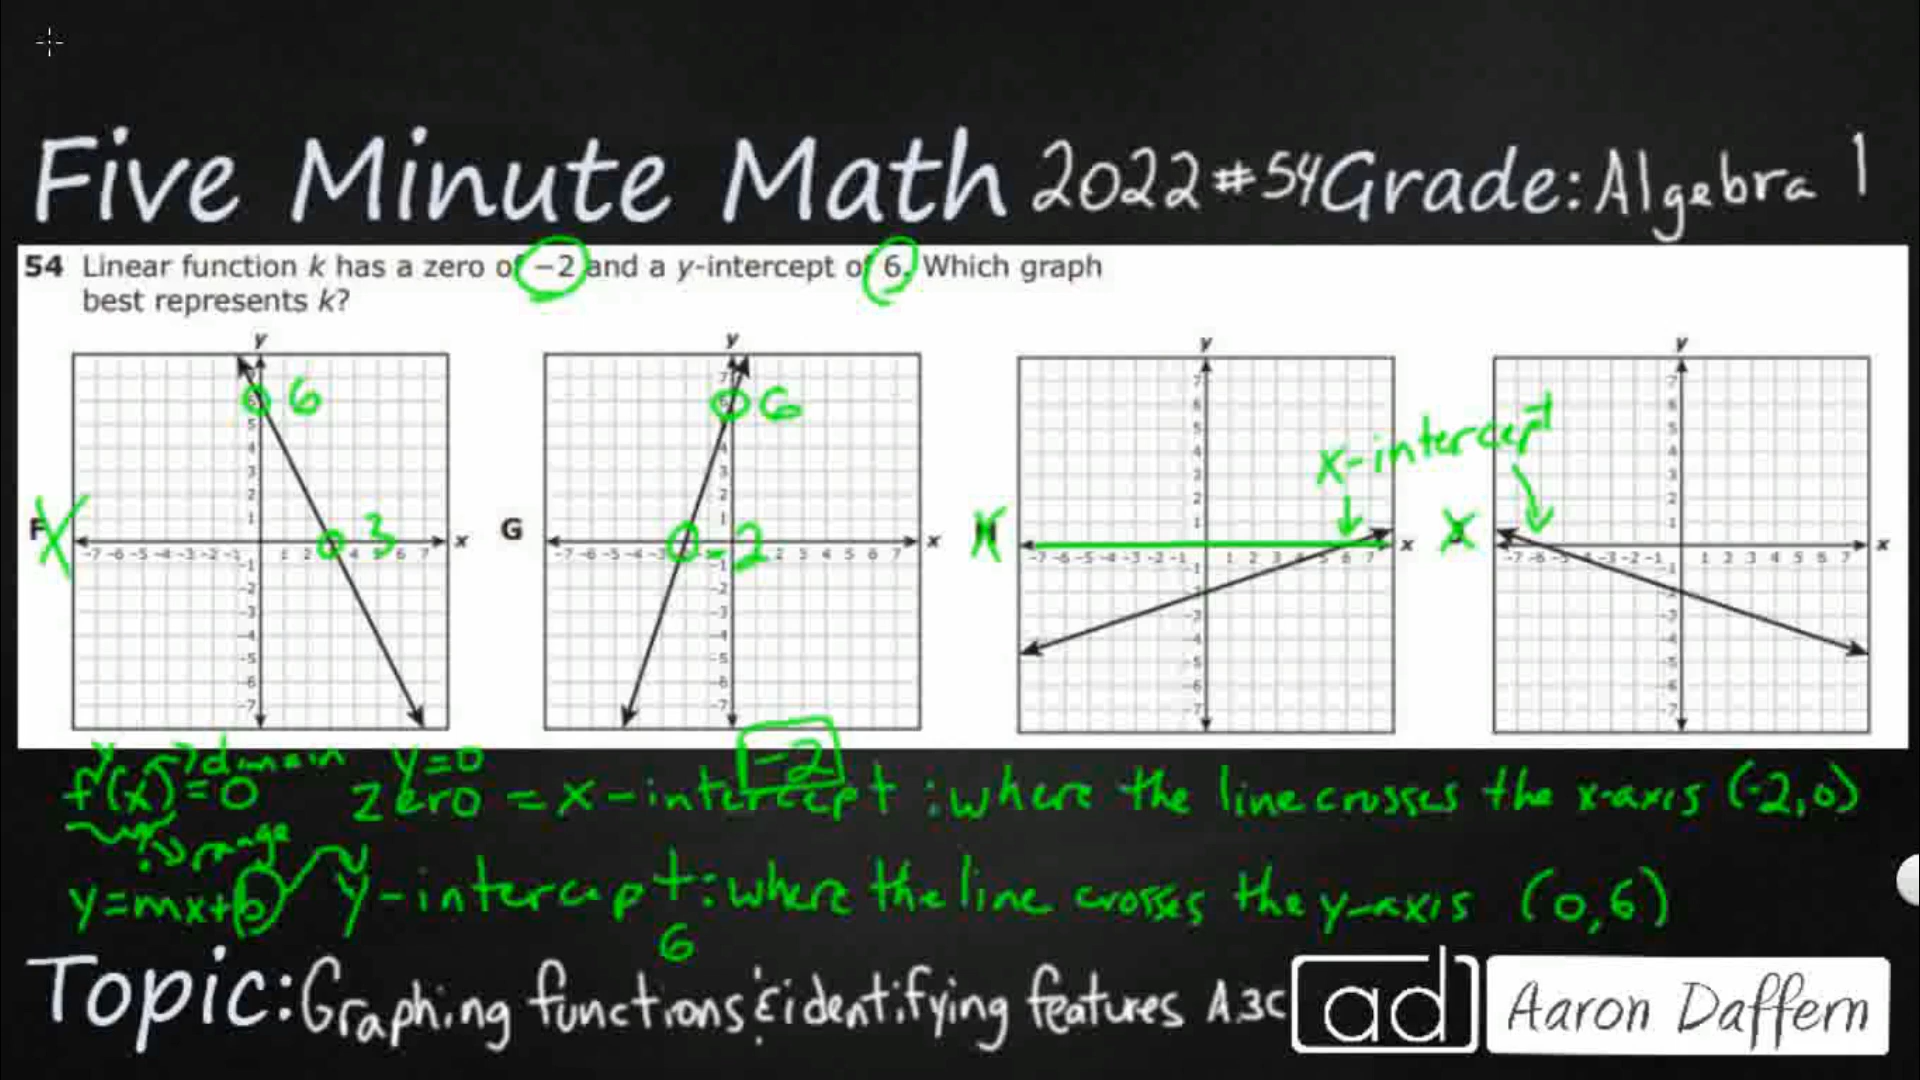 Five Minute Math 2022 #54 Grade: Algebra 1
54 Linear function k has a zero of −2 and a y-intercept of 6. Which graph
best represents k?
y y y y
6 6
x-intercept
F G H
3 -2
x x x x
-2
f(x)=0 domain y=0
zero = x-intercept: where the line crosses the x-axis (-2,0)
range
y=mx+b y-intercept: where the line crosses the y-axis (0,6)
6
Topic: Graphing functions & identifying features A.3C ad Aaron Daffern